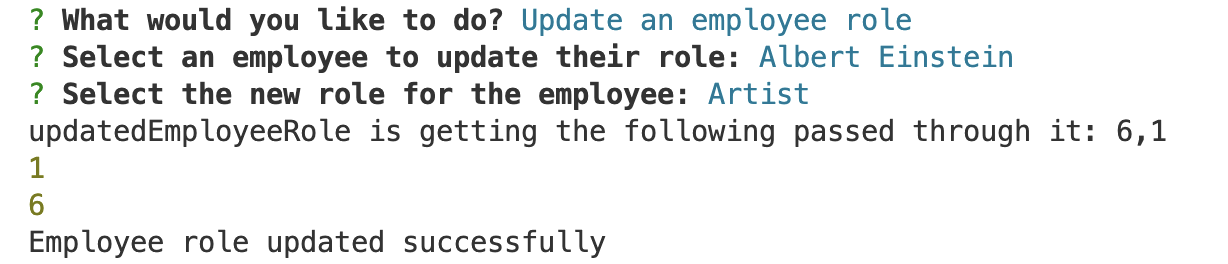 ? What would you like to do? Update an employee role
? Select an employee to update their role: Albert Einstein
? Select the new role for the employee: Artist
updatedEmployeeRole is getting the following passed through it: 6,1
1
6
Employee role updated successfully